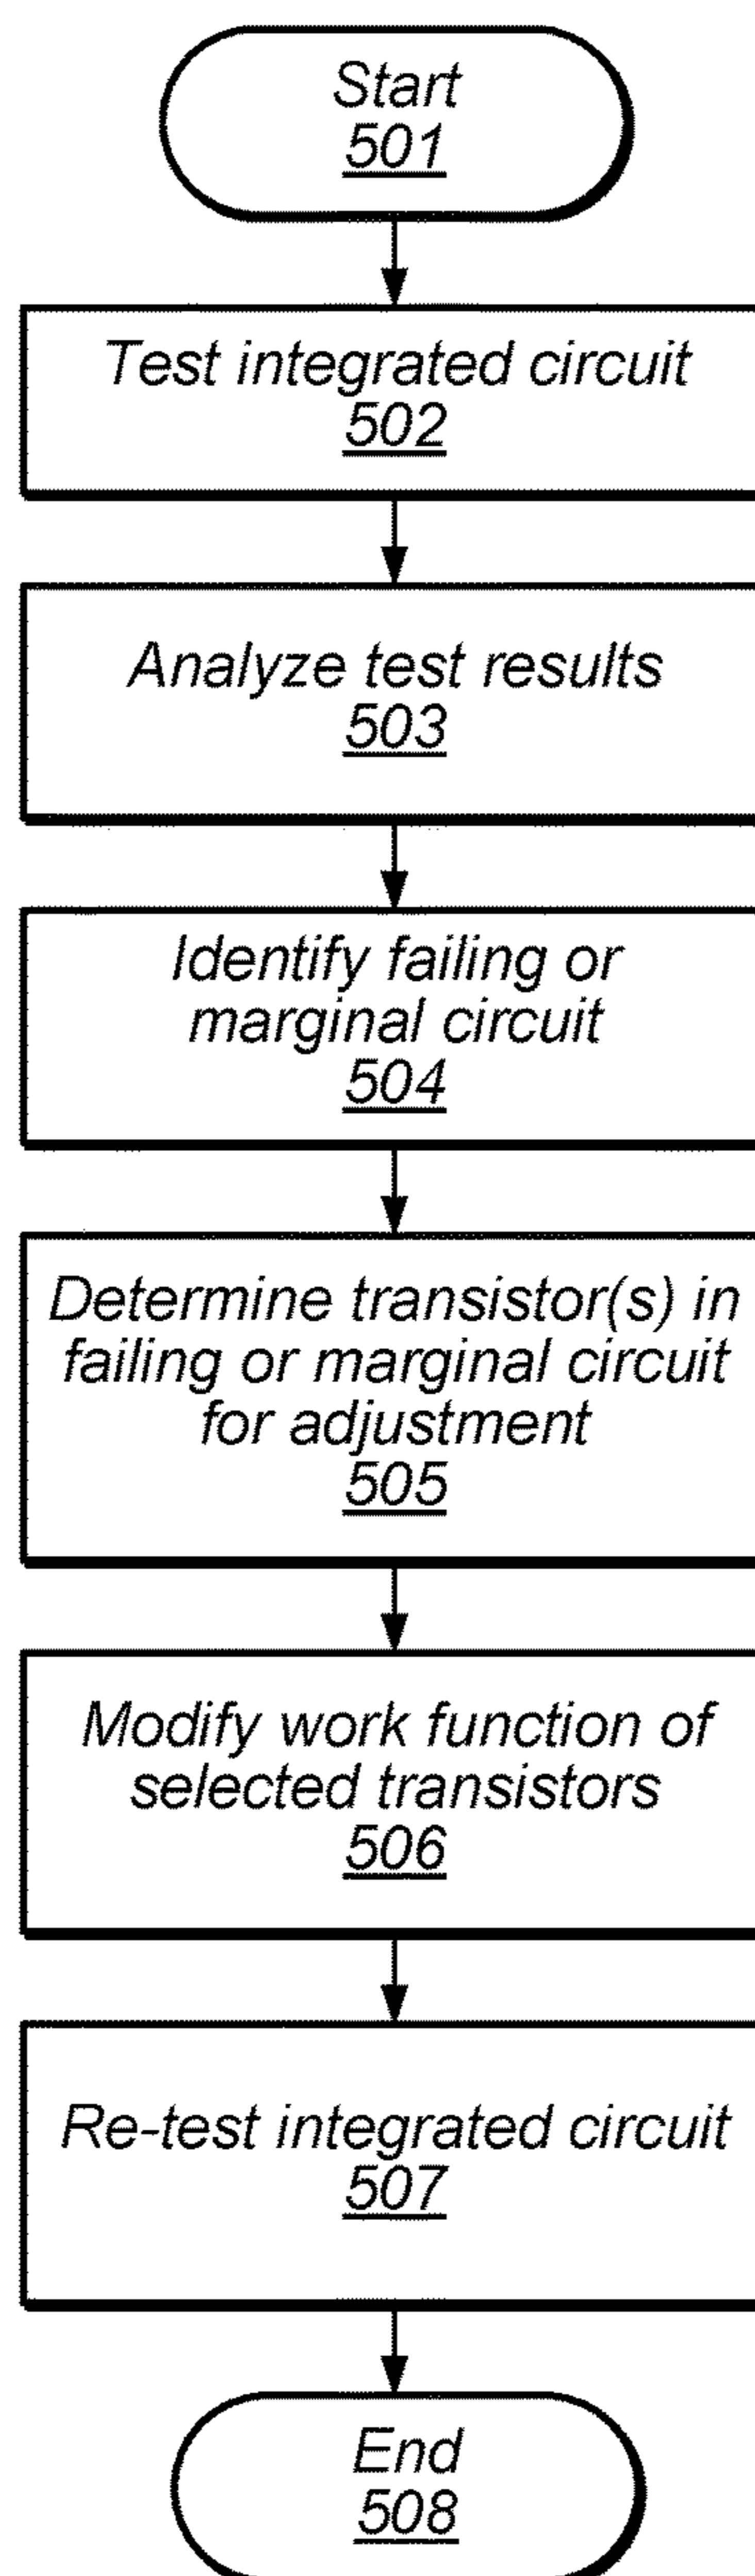 Start
501
Test integrated circuit
502
Analyze test results
503
Identify failing or
marginal circuit
504
Determine transistor(s) in
failing or marginal circuit
for adjustment
505
Modify work function of
selected transistors
506
Re-test integrated circuit
507
End
508